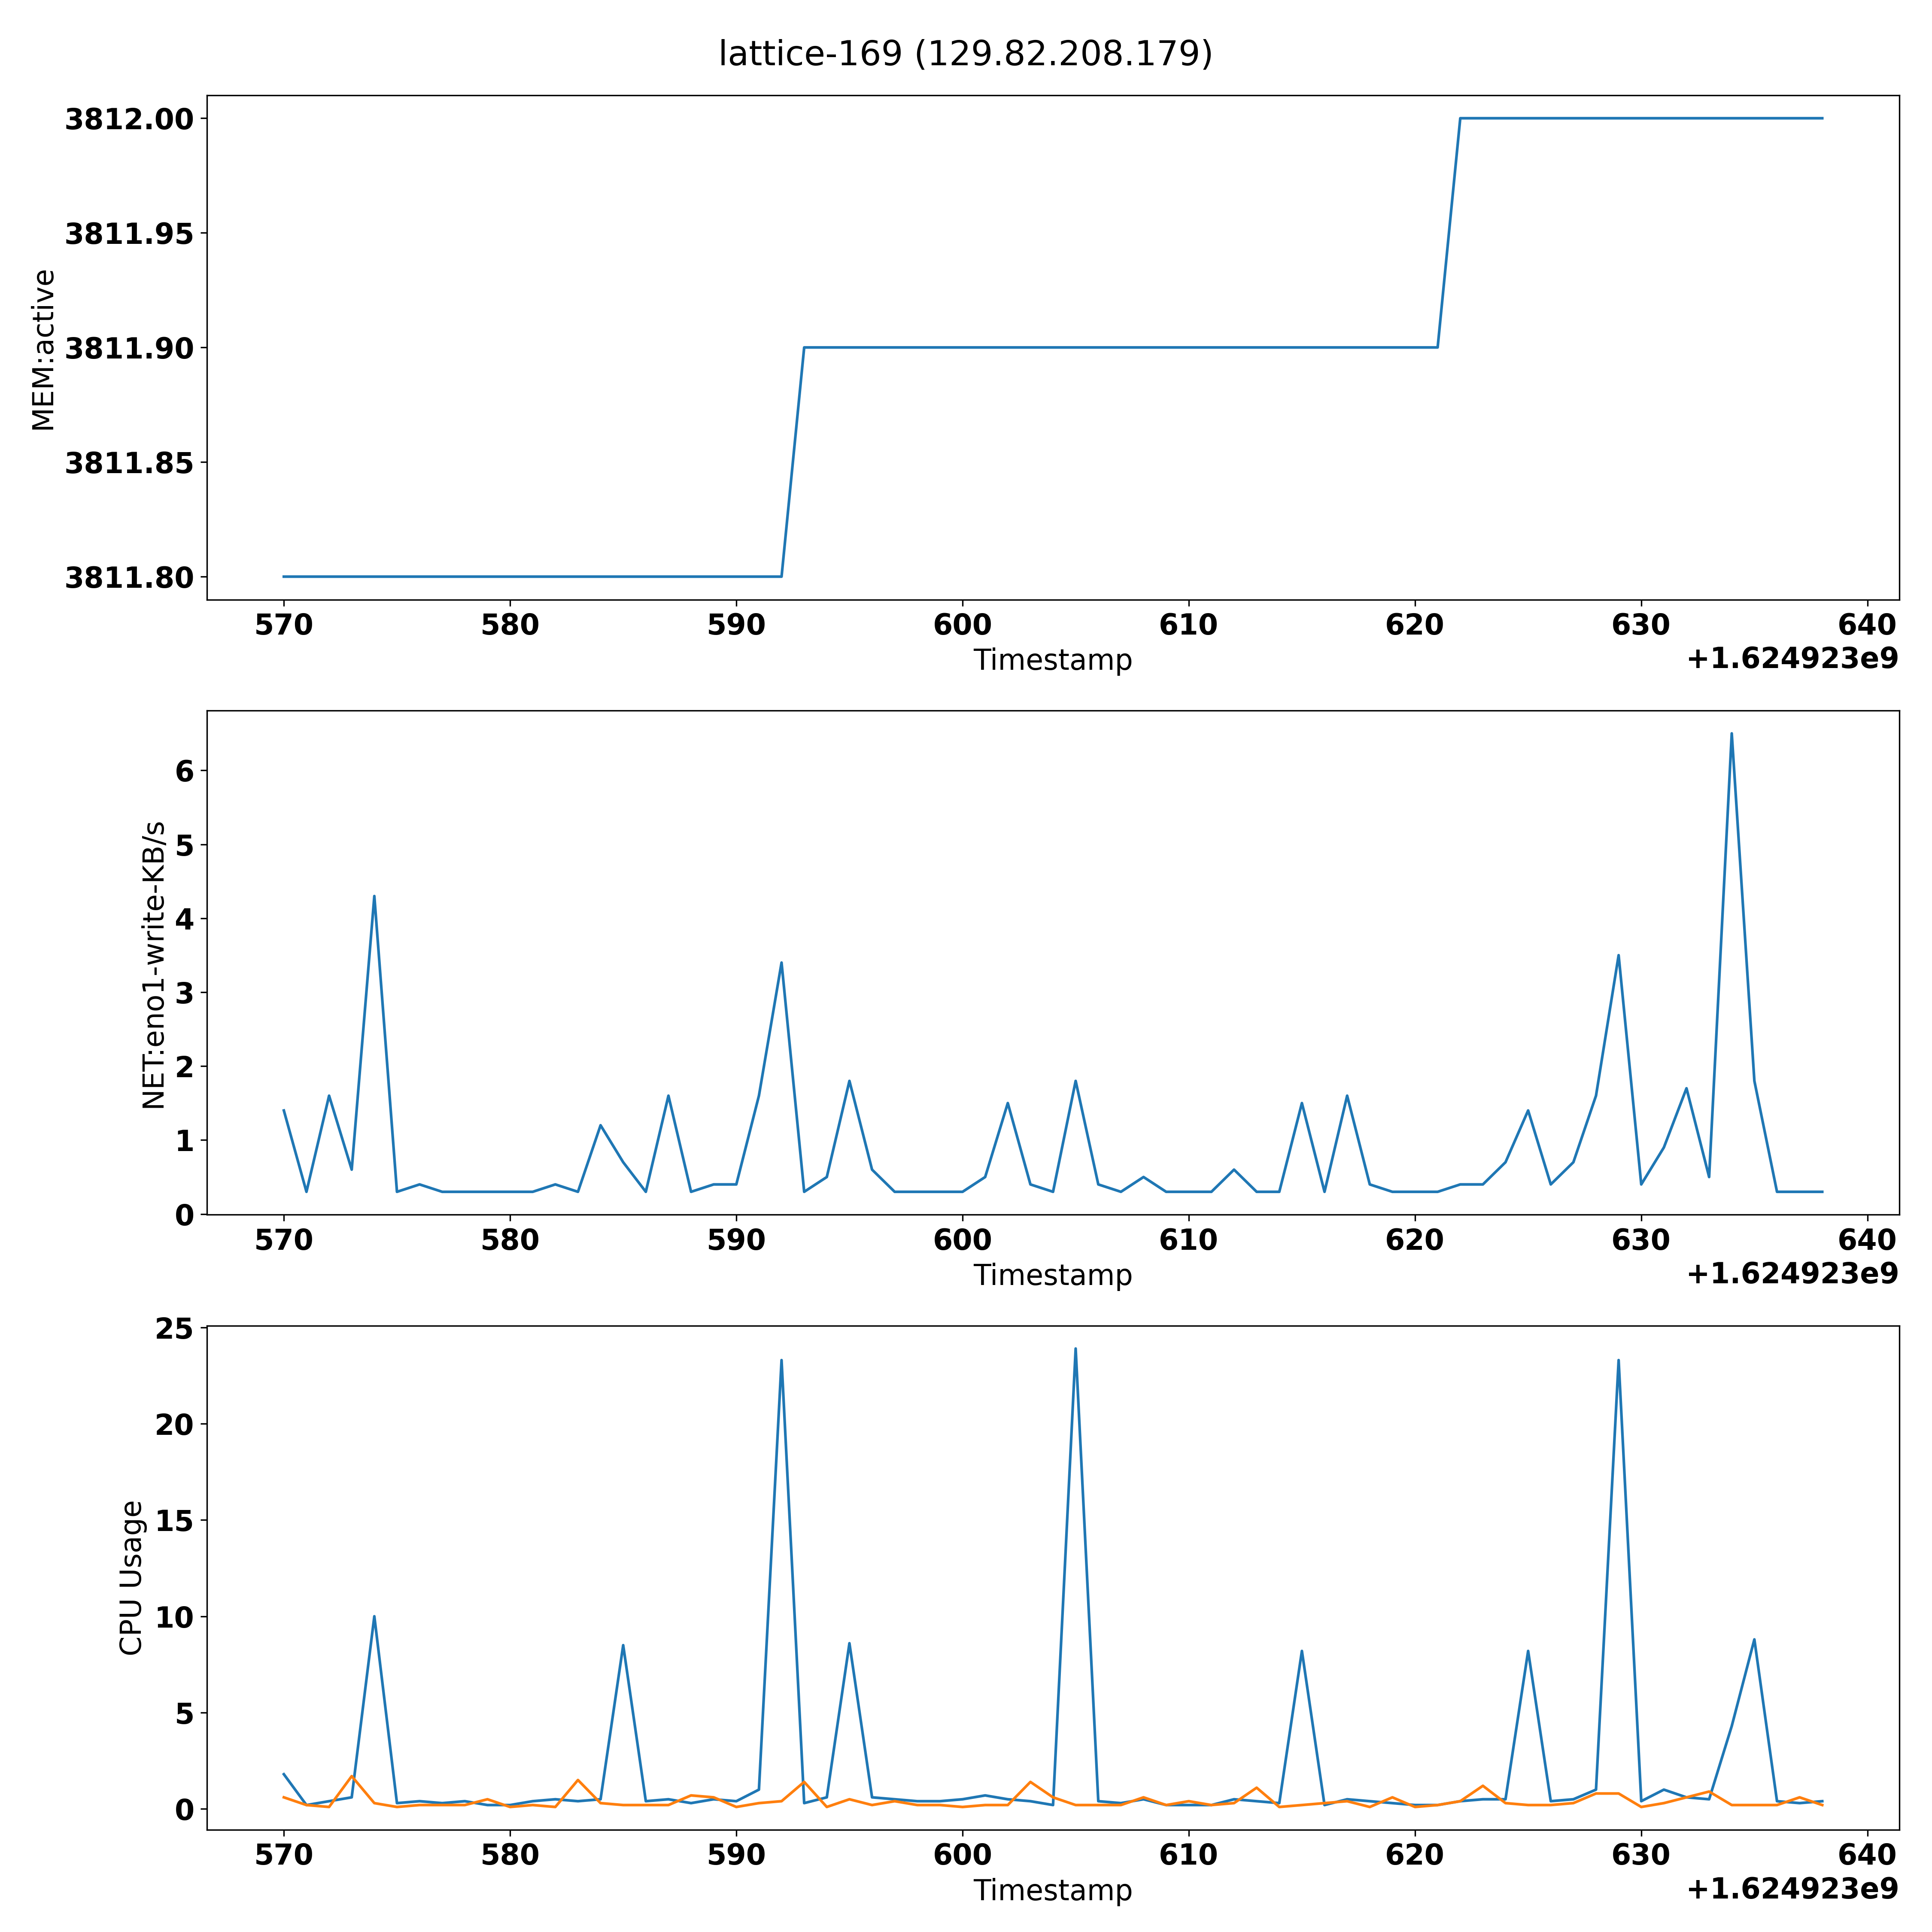 lattice-169 (129.82.208.179)
3812.00
3811.95
3811.90
3811.85
3811.80
MEM:active
570 580 590 600 610 620 630 640
Timestamp
+1.624923e9
6
5
4
3
2
1
0
NET:eno1-write-KB/s
570 580 590 600 610 620 630 640
Timestamp
+1.624923e9
25
20
15
10
5
0
CPU Usage
570 580 590 600 610 620 630 640
Timestamp
+1.624923e9